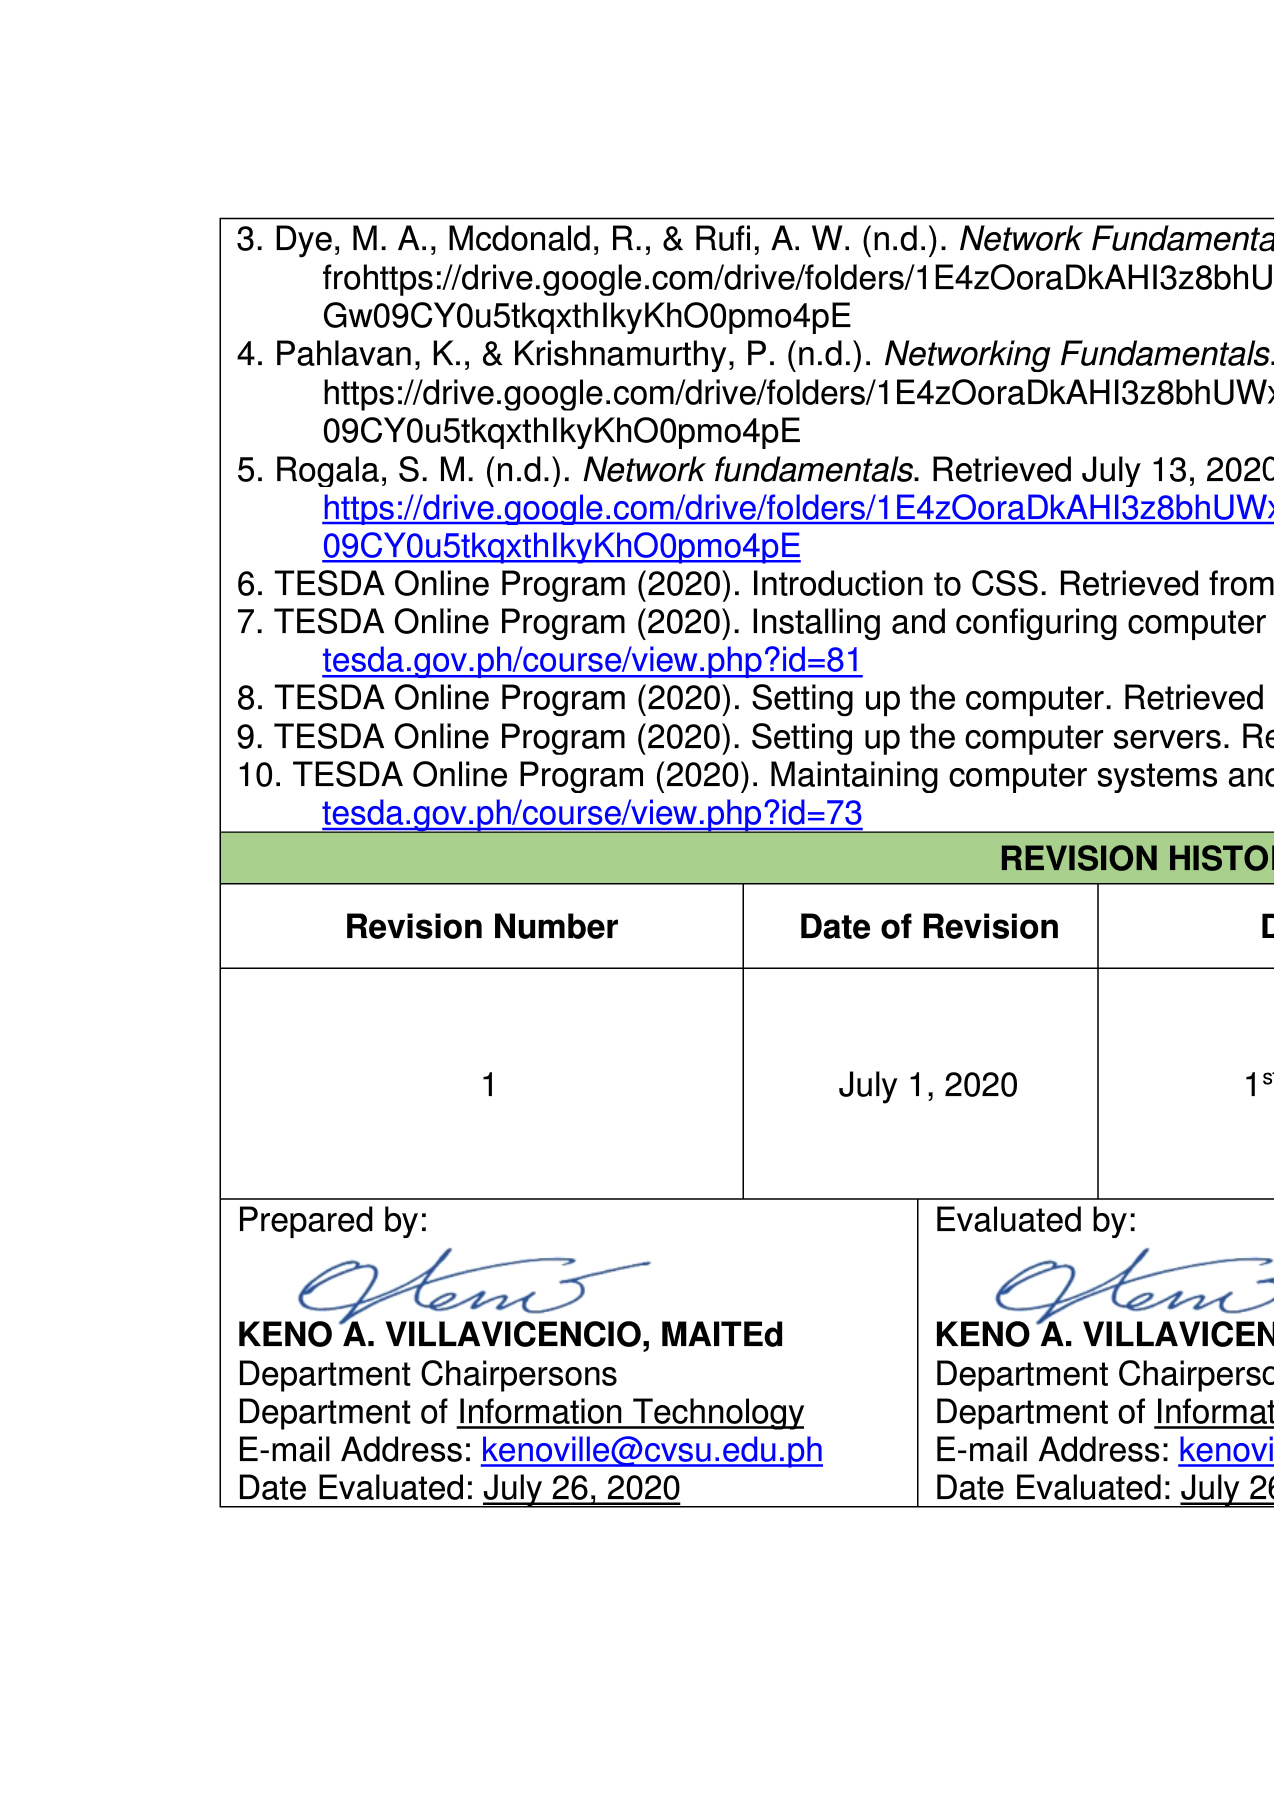 3. Dye, M. A., Mcdonald, R., & Rufi, A. W. (n.d.). Network Fundamenta
frohttps://drive.google.com/drive/folders/1E4zOoraDkAHI3z8bhU
Gw09CY0u5tkqxthIkyKhO0pmo4pE
4. Pahlavan, K., & Krishnamurthy, P. (n.d.). Networking Fundamentals.
https://drive.google.com/drive/folders/1E4zOoraDkAHI3z8bhUWx
09CY0u5tkqxthIkyKhO0pmo4pE
5. Rogala, S. M. (n.d.). Network fundamentals. Retrieved July 13, 2020
https://drive.google.com/drive/folders/1E4zOoraDkAHI3z8bhUWx
09CY0u5tkqxthIkyKhO0pmo4pE
6. TESDA Online Program (2020). Introduction to CSS. Retrieved from
7. TESDA Online Program (2020). Installing and configuring computer
tesda.gov.ph/course/view.php?id=81
8. TESDA Online Program (2020). Setting up the computer. Retrieved
9. TESDA Online Program (2020). Setting up the computer servers. Re
10. TESDA Online Program (2020). Maintaining computer systems and
tesda.gov.ph/course/view.php?id=73
REVISION HISTO
Revision Number Date of Revision D
1 July 1, 2020 1st
Prepared by: Evaluated by:
KENO A. VILLAVICENCIO, MAITEd KENO A. VILLAVICEN
Department Chairpersons Department Chairperso
Department of Information Technology Department of Informat
E-mail Address: kenoville@cvsu.edu.ph E-mail Address: kenovi
Date Evaluated: July 26, 2020 Date Evaluated: July 26